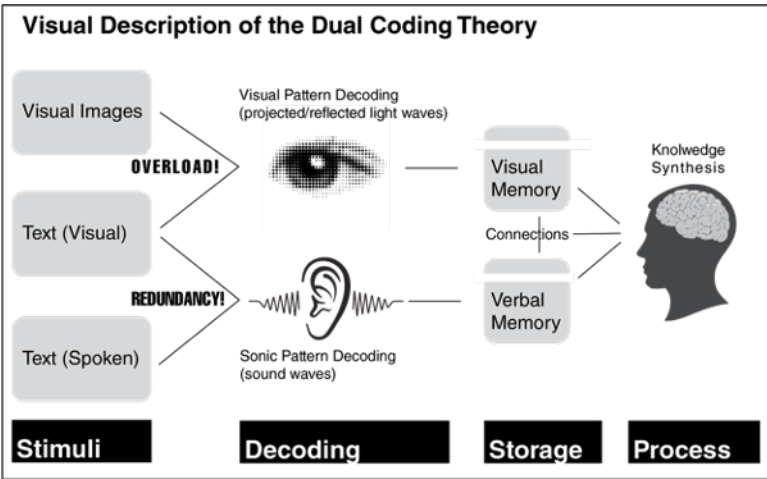 Visual Description of the Dual Coding Theory
Visual Images
OVERLOAD!
Text (Visual)
REDUNDANCY!
Text (Spoken)
Visual Pattern Decoding
(projected/reflected light waves)
Sonic Pattern Decoding
(sound waves)
Visual
Memory
Connections
Verbal
Memory
Knolwedge
Synthesis
Stimuli
Decoding
Storage
Process